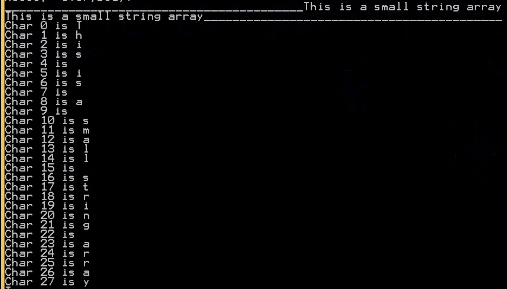 __________________________________________This is a small string array
This is a small string array__________________________________________
Char 0 is T
Char 1 is h
Char 2 is i
Char 3 is s
Char 4 is
Char 5 is i
Char 6 is s
Char 7 is
Char 8 is a
Char 9 is
Char 10 is s
Char 11 is m
Char 12 is a
Char 13 is l
Char 14 is l
Char 15 is
Char 16 is s
Char 17 is t
Char 18 is r
Char 19 is i
Char 20 is n
Char 21 is g
Char 22 is
Char 23 is a
Char 24 is r
Char 25 is r
Char 26 is a
Char 27 is y